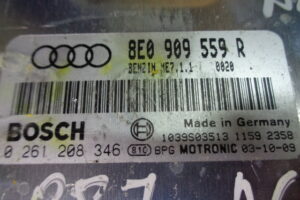 8E0 909 559 R
BENZIN ME7.1.1 0020
Made in Germany
BOSCH
1039S03513 1159 2358
0 261 208 346 81C BPG MOTRONIC 03-10-09